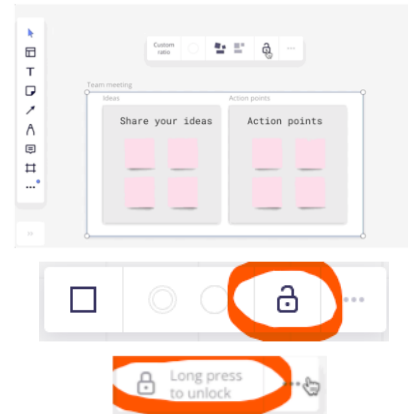 Custom
ratio
Team meeting
Ideas
Action points
Share your ideas
Action points
Long press
to unlock